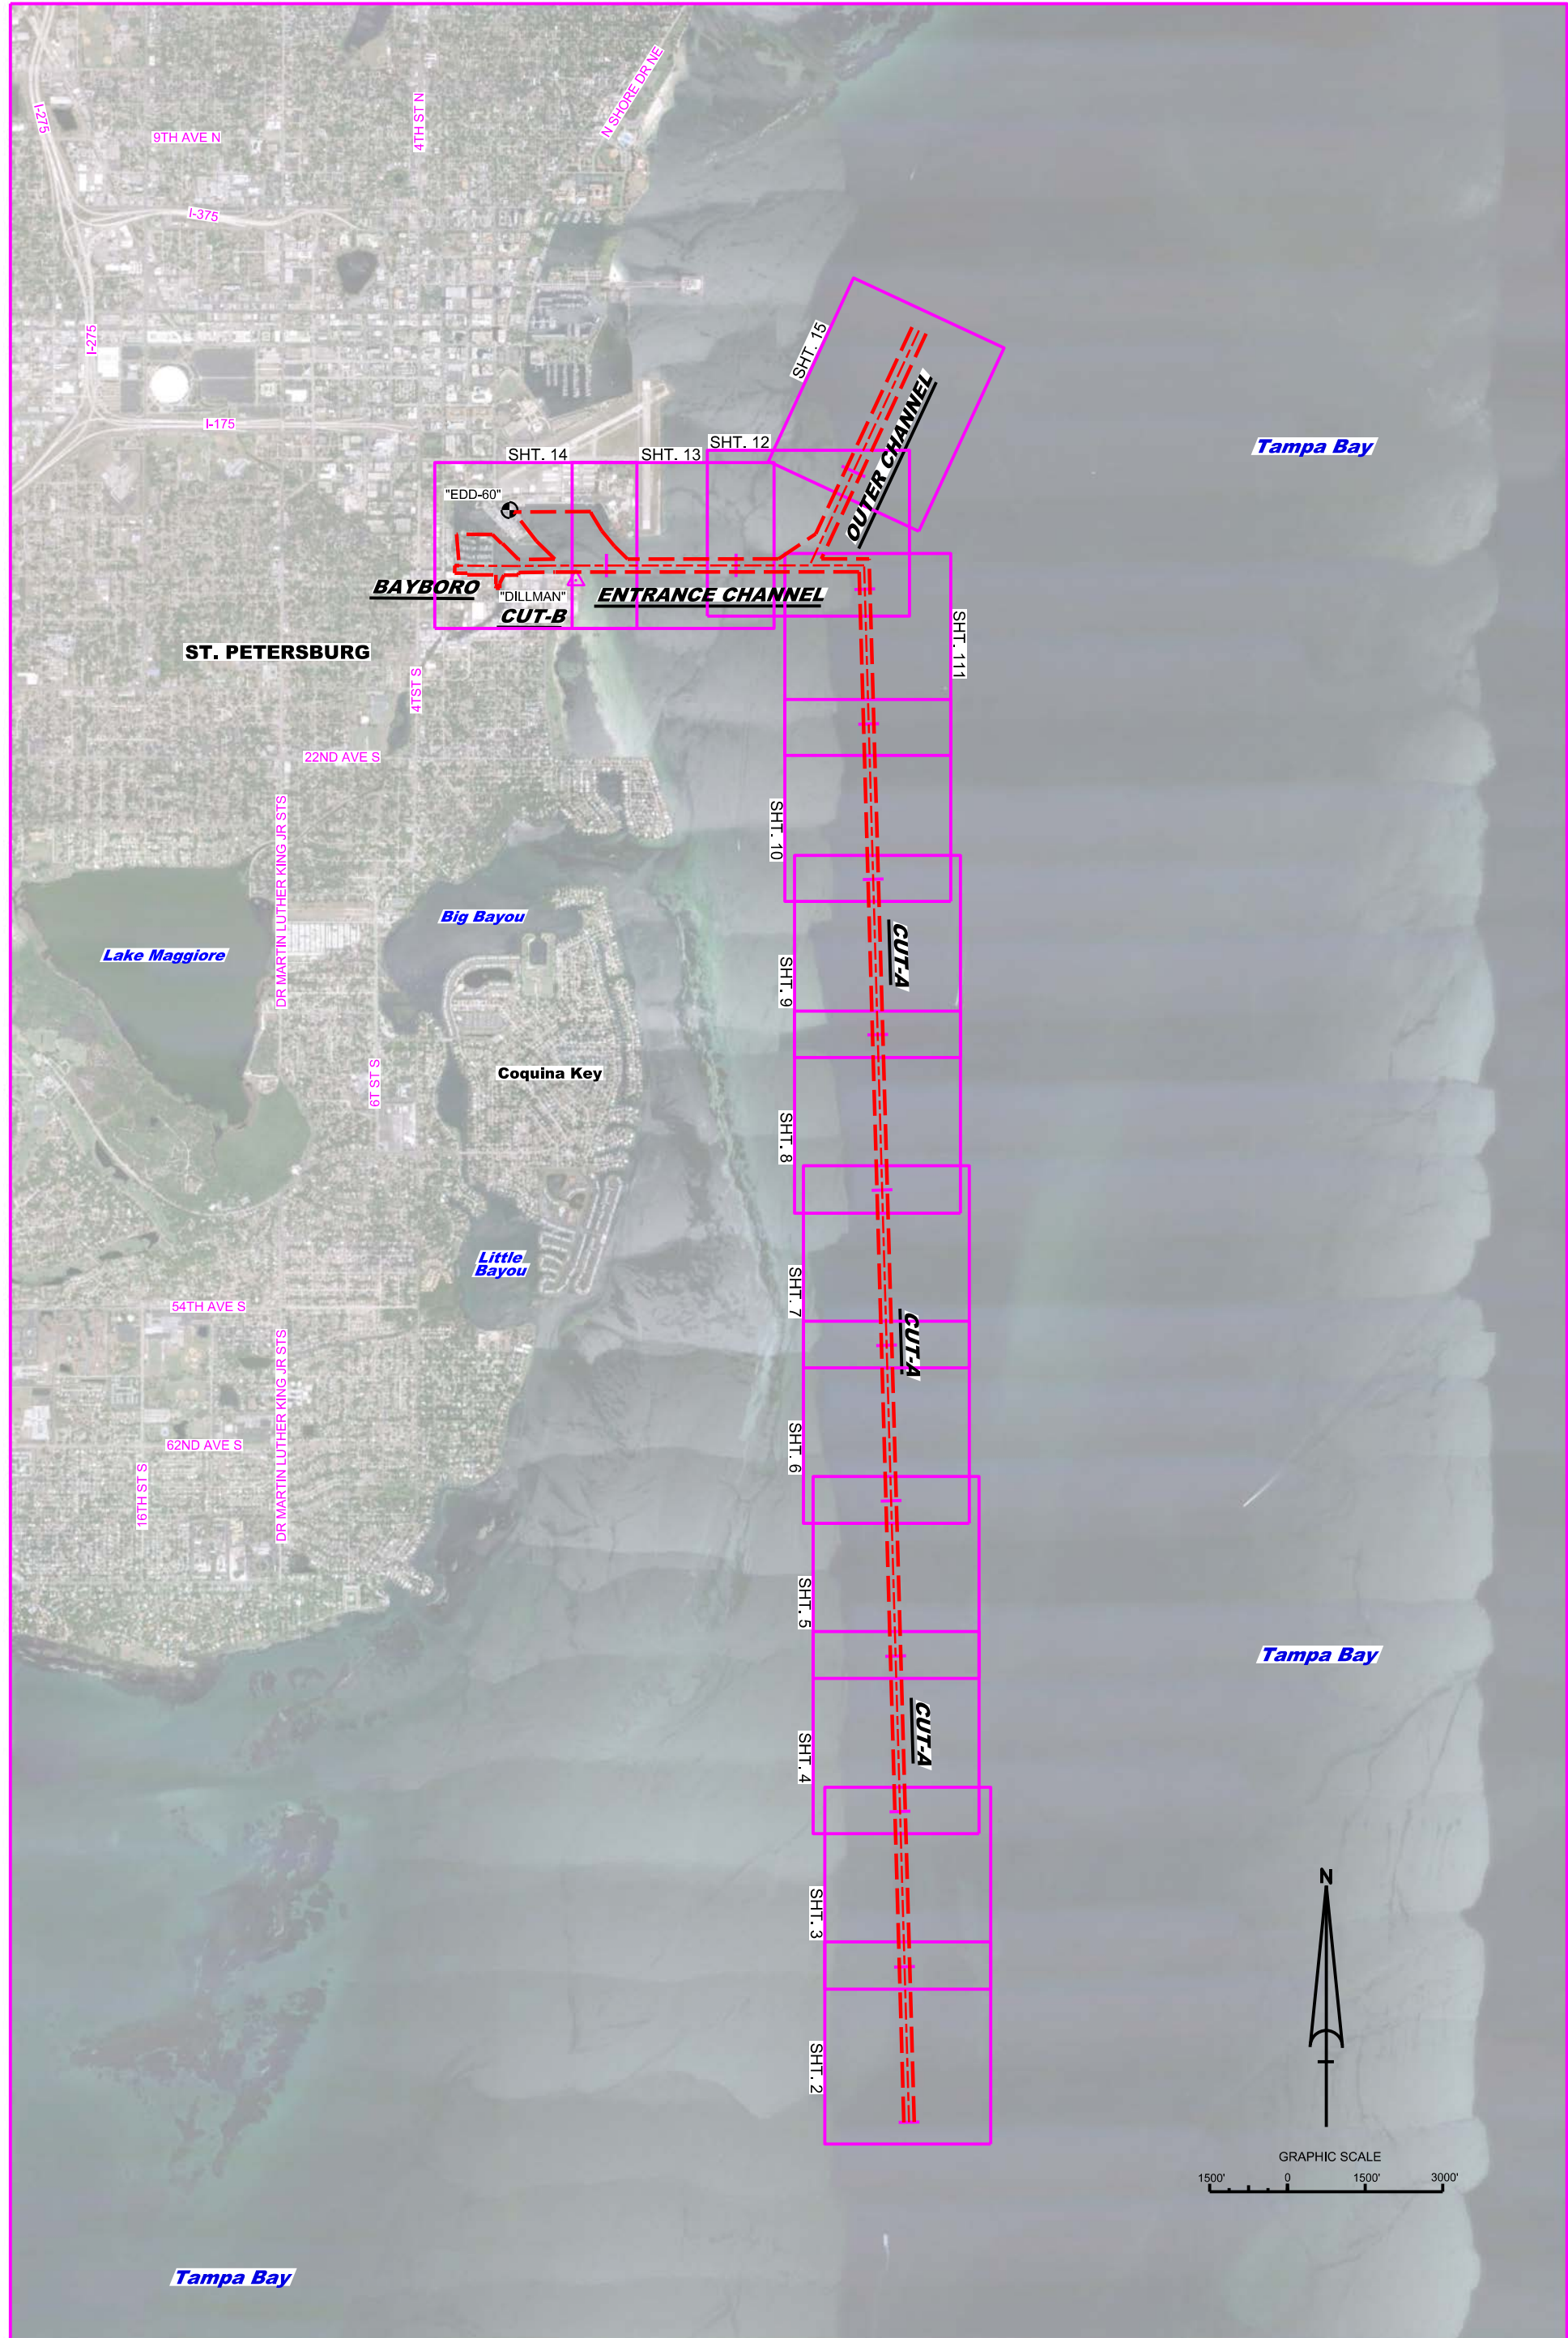 N SHORE DR NE
I-275
4TH ST N
9TH AVE N
I-375
I-275
SHT. 15
I-175
OUTER CHANNEL
Tampa Bay
SHT. 12
SHT. 14
SHT. 13
"EDD-60"
BAYBORO
"DILLMAN"
ENTRANCE CHANNEL
CUT-B
SHT. 111
ST. PETERSBURG
4TST S
22ND AVE S
SHT. 10
DR MARTIN LUTHER KING JR STS
Big Bayou
CUT-A
Lake Maggiore
SHT. 9
Coquina Key
6T ST S
SHT. 8
Little
Bayou
SHT. 7
54TH AVE S
CUT-A
DR MARTIN LUTHER KING JR STS
62ND AVE S
SHT. 6
16TH ST S
SHT. 5
Tampa Bay
CUT-A
SHT. 4
N
SHT. 3
SHT. 2
GRAPHIC SCALE
1500' 0 1500' 3000'
Tampa Bay